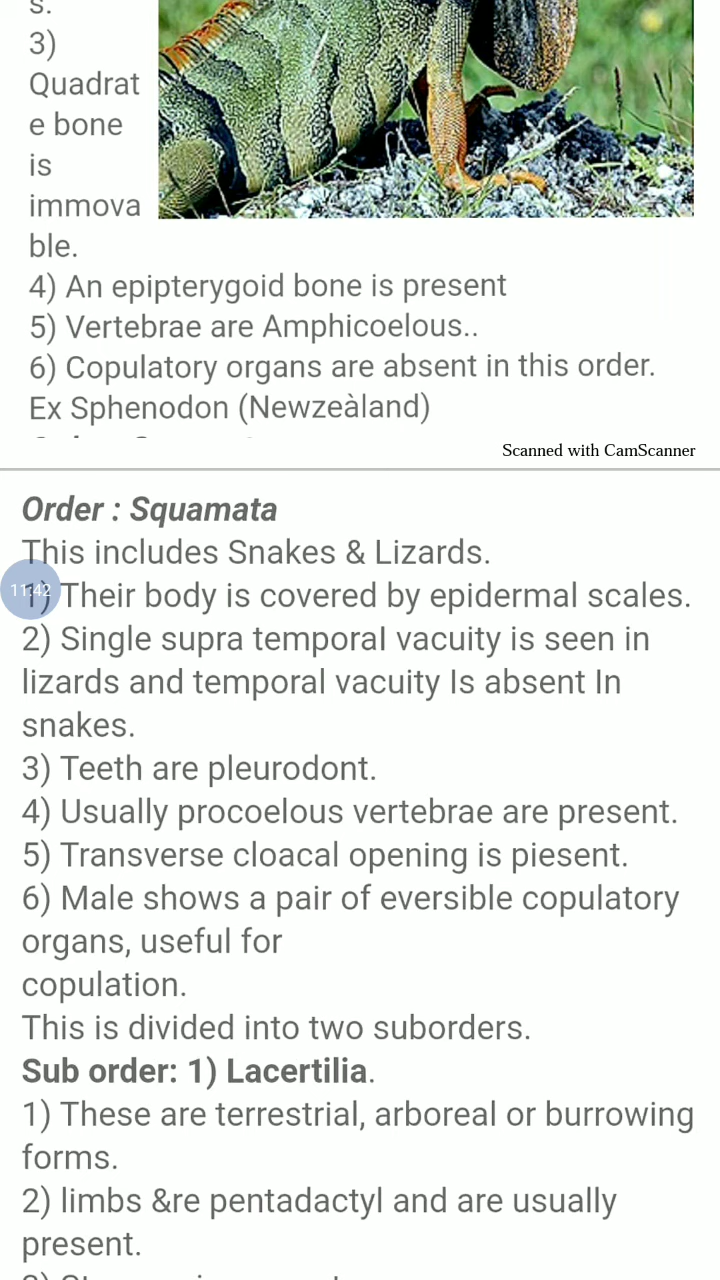 s.
3)
Quadrat
e bone
is
immova
ble.
4) An epipterygoid bone is present
5) Vertebrae are Amphicoelous..
6) Copulatory organs are absent in this order.
Ex Sphenodon (Newzeàland)
Scanned with CamScanner
Order : Squamata
This includes Snakes & Lizards.
11:42
1) Their body is covered by epidermal scales.
2) Single supra temporal vacuity is seen in
lizards and temporal vacuity Is absent In
snakes.
3) Teeth are pleurodont.
4) Usually procoelous vertebrae are present.
5) Transverse cloacal opening is piesent.
6) Male shows a pair of eversible copulatory
organs, useful for
copulation.
This is divided into two suborders.
Sub order: 1) Lacertilia.
1) These are terrestrial, arboreal or burrowing
forms.
2) limbs &re pentadactyl and are usually
present.